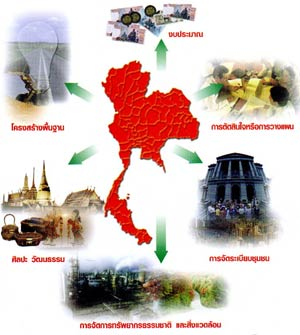 งบประมาณ
โครงสร้างพื้นฐาน
การตัดสินใจหรือการวางแผน
ศิลปะ วัฒนธรรม
การจัดระเบียบชุมชน
การจัดการทรัพยากรธรรมชาติ และสิ่งแวดล้อม